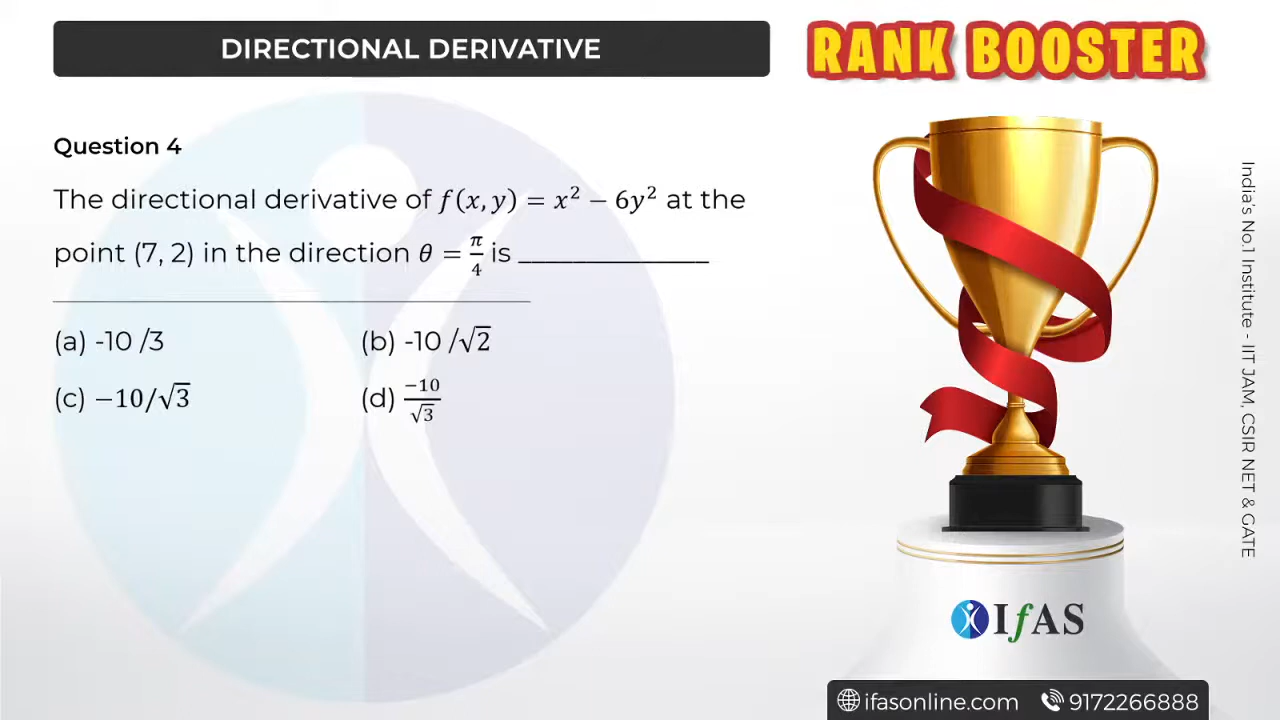 DIRECTIONAL DERIVATIVE
RANK BOOSTER
Question 4
The directional derivative of f(x, y) = x² − 6y² at the
point (7, 2) in the direction θ = π/4 is ______________
(a) -10 /3
(b) -10 /√2
(c) −10/√3
(d) −10/√3
India's No.1 Institute - IIT JAM, CSIR NET & GATE
IfAS
ifasonline.com 9172266888